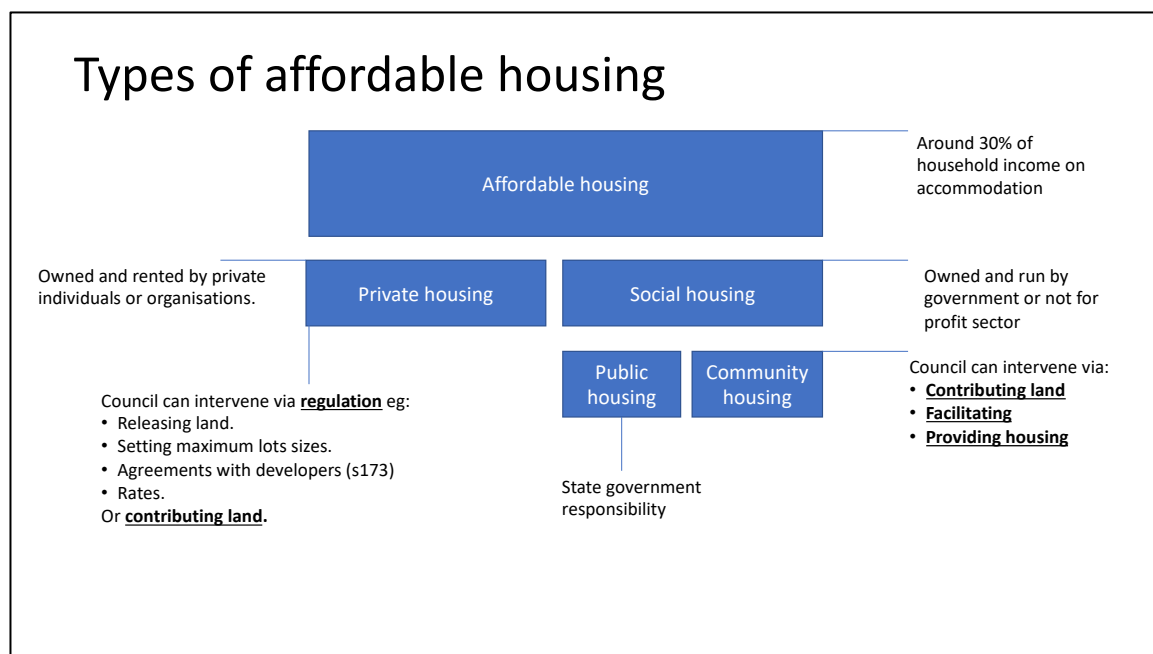 Types of affordable housing
Affordable housing
Around 30% of
household income on
accommodation
Owned and rented by private
individuals or organisations.
Private housing
Social housing
Owned and run by
government or not for
profit sector
Public
housing
Community
housing
Council can intervene via:
• Contributing land
• Facilitating
• Providing housing
Council can intervene via regulation eg:
• Releasing land.
• Setting maximum lots sizes.
• Agreements with developers (s173)
• Rates.
Or contributing land.
State government
responsibility